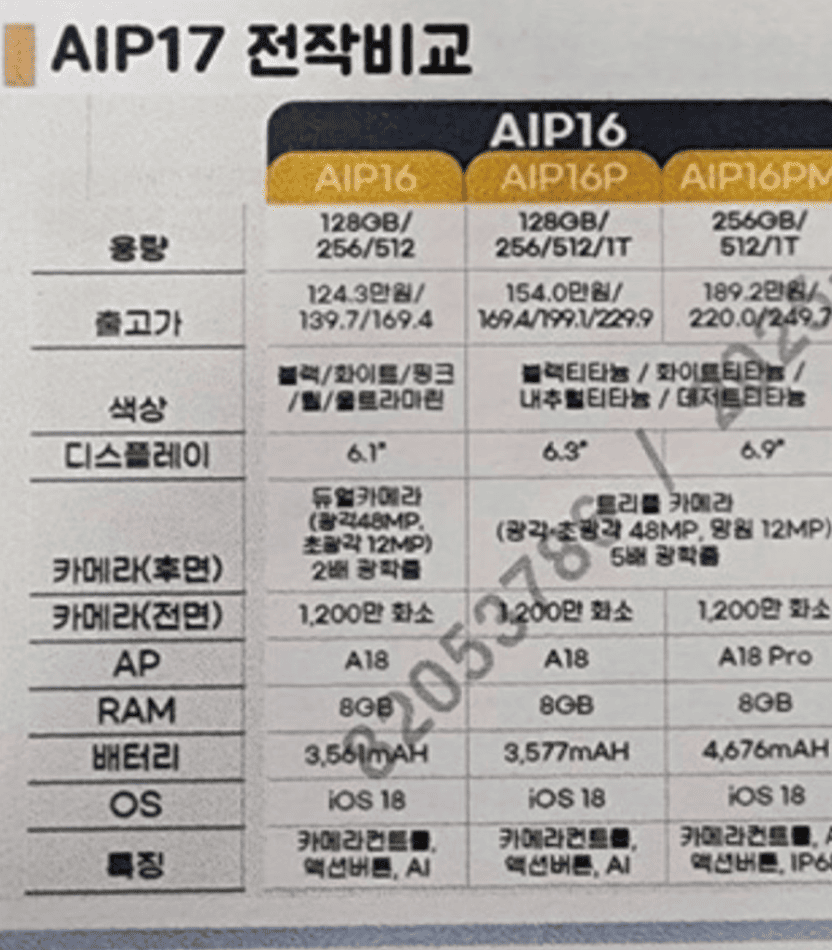 AIP17 전작비교
AIP16
AIP16 AIP16P AIP16PM
용량
128GB/
256/512
128GB/
256/512/1T
256GB/
512/1T
출고가
124.3만원/
139.7/169.4
154.0만원/
169.4/199.1/229.9
189.2만원/
220.0/249.7
색상
블랙/화이트/핑크
/틸/울트라마린
블랙티타늄 / 화이트티타늄 /
내추럴티타늄 / 데저트티타늄
디스플레이 6.1" 6.3" 6.9"
카메라(후면)
듀얼카메라
(광각48MP,
초광각 12MP)
2배 광학줌
트리플 카메라
(광각·초광각 48MP, 망원 12MP)
5배 광학줌
카메라(전면) 1,200만 화소 1,200만 화소 1,200만 화소
AP A18 A18 A18 Pro
RAM 8GB 8GB 8GB
배터리 3,561mAH 3,577mAH 4,676mAH
OS iOS 18 iOS 18 iOS 18
특징
카메라컨트롤,
액션버튼, AI
카메라컨트롤,
액션버튼, AI
카메라컨트롤,
액션버튼,
/